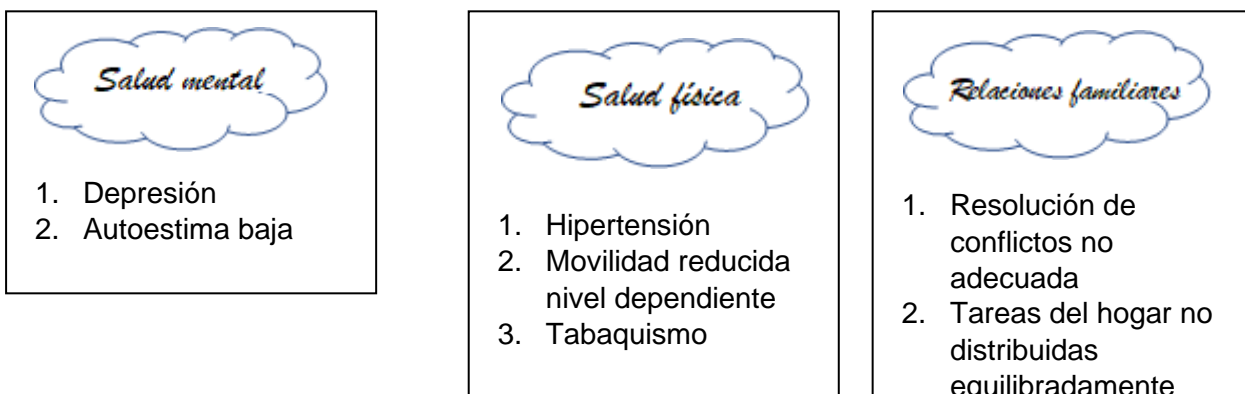 Salud mental
1. Depresión
2. Autoestima baja
Salud física
1. Hipertensión
2. Movilidad reducida
nivel dependiente
3. Tabaquismo
Relaciones familiares
1. Resolución de
conflictos no
adecuada
2. Tareas del hogar no
distribuidas
equilibradamente